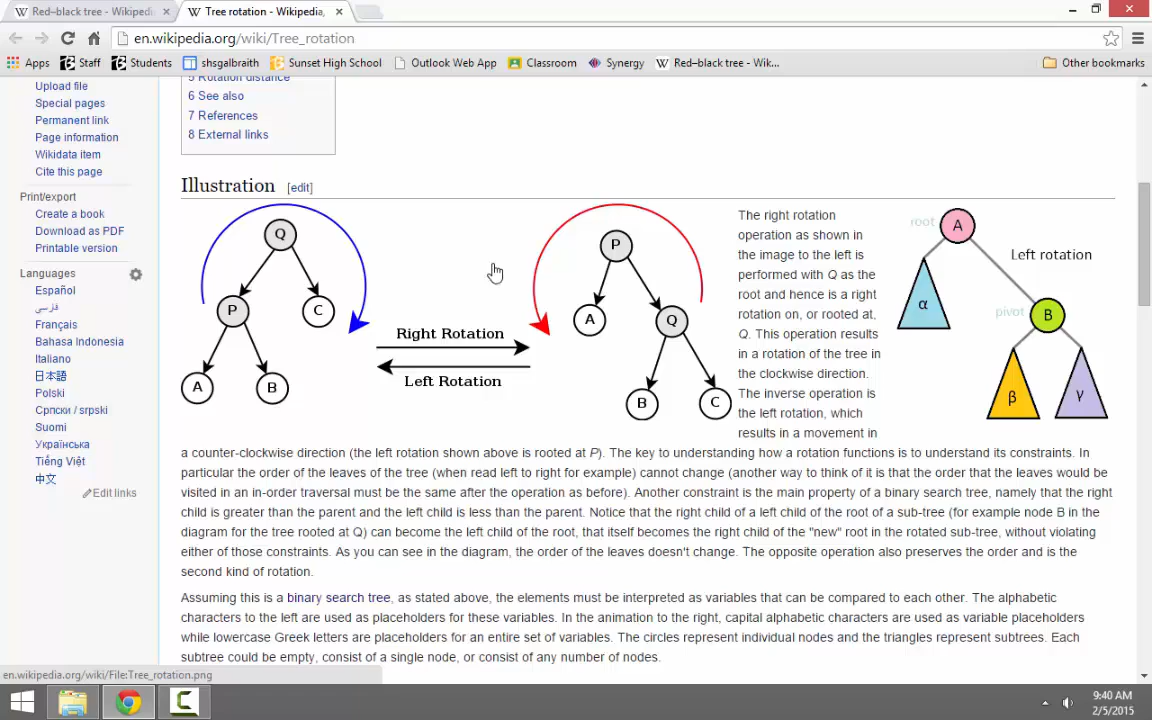 Red–black tree - Wikipedi
Tree rotation - Wikipedia,
en.wikipedia.org/wiki/Tree_rotation
Apps
Staff
Students
shsgalbraith
Sunset High School
Outlook Web App
Classroom
Synergy
Red–black tree - Wik...
Other bookmarks
Upload file
Special pages
Permanent link
Page information
Wikidata item
Cite this page
Print/export
Create a book
Download as PDF
Printable version
Languages
Español
فارسی
Français
Bahasa Indonesia
Italiano
日本語
Polski
Српски / srpski
Suomi
Українська
Tiếng Việt
中文
Edit links
5 Rotation distance
6 See also
7 References
8 External links
Illustration [edit]
Q
P
C
A
B
Right Rotation
Left Rotation
P
A
Q
B
C
The right rotation
operation as shown in
the image to the left is
performed with Q as the
root and hence is a right
rotation on, or rooted at,
Q. This operation results
in a rotation of the tree in
the clockwise direction.
The inverse operation is
the left rotation, which
results in a movement in
root
A
Left rotation
α
pivot
B
β
γ
a counter-clockwise direction (the left rotation shown above is rooted at P). The key to understanding how a rotation functions is to understand its constraints. In
particular the order of the leaves of the tree (when read left to right for example) cannot change (another way to think of it is that the order that the leaves would be
visited in an in-order traversal must be the same after the operation as before). Another constraint is the main property of a binary search tree, namely that the right
child is greater than the parent and the left child is less than the parent. Notice that the right child of a left child of the root of a sub-tree (for example node B in the
diagram for the tree rooted at Q) can become the left child of the root, that itself becomes the right child of the "new" root in the rotated sub-tree, without violating
either of those constraints. As you can see in the diagram, the order of the leaves doesn't change. The opposite operation also preserves the order and is the
second kind of rotation.
Assuming this is a binary search tree, as stated above, the elements must be interpreted as variables that can be compared to each other. The alphabetic
characters to the left are used as placeholders for these variables. In the animation to the right, capital alphabetic characters are used as variable placeholders
while lowercase Greek letters are placeholders for an entire set of variables. The circles represent individual nodes and the triangles represent subtrees. Each
subtree could be empty, consist of a single node, or consist of any number of nodes.
en.wikipedia.org/wiki/File:Tree_rotation.png
9:40 AM
2/5/2015